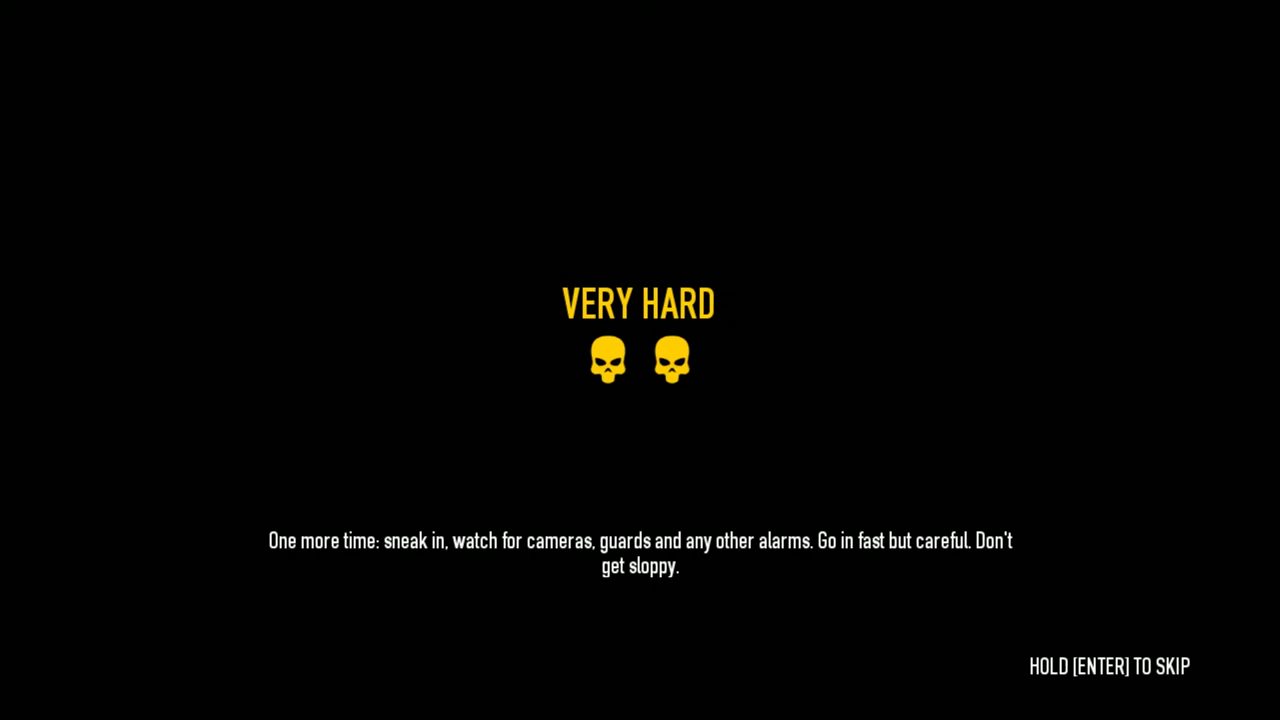 VERY HARD
One more time: sneak in, watch for cameras, guards and any other alarms. Go in fast but careful. Don't
get sloppy.
HOLD [ENTER] TO SKIP